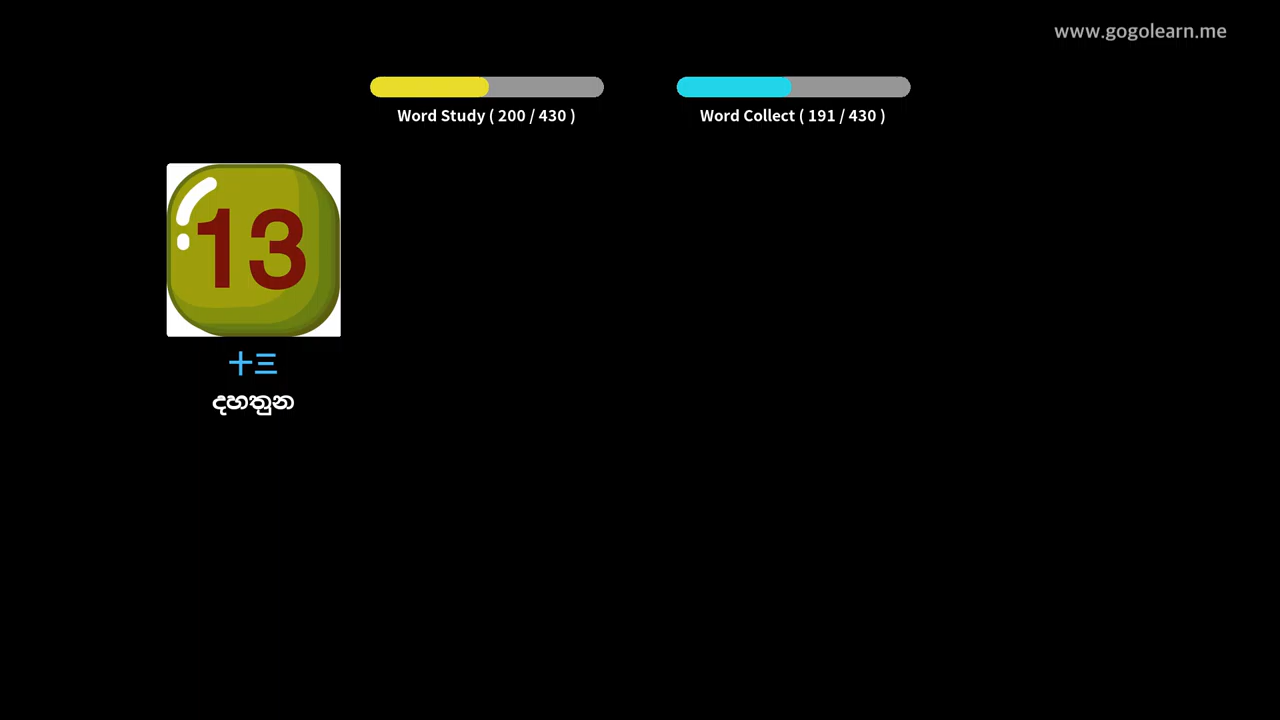 www.gogolearn.me
Word Study ( 200 / 430 )
Word Collect ( 191 / 430 )
13
十三
දහතුන